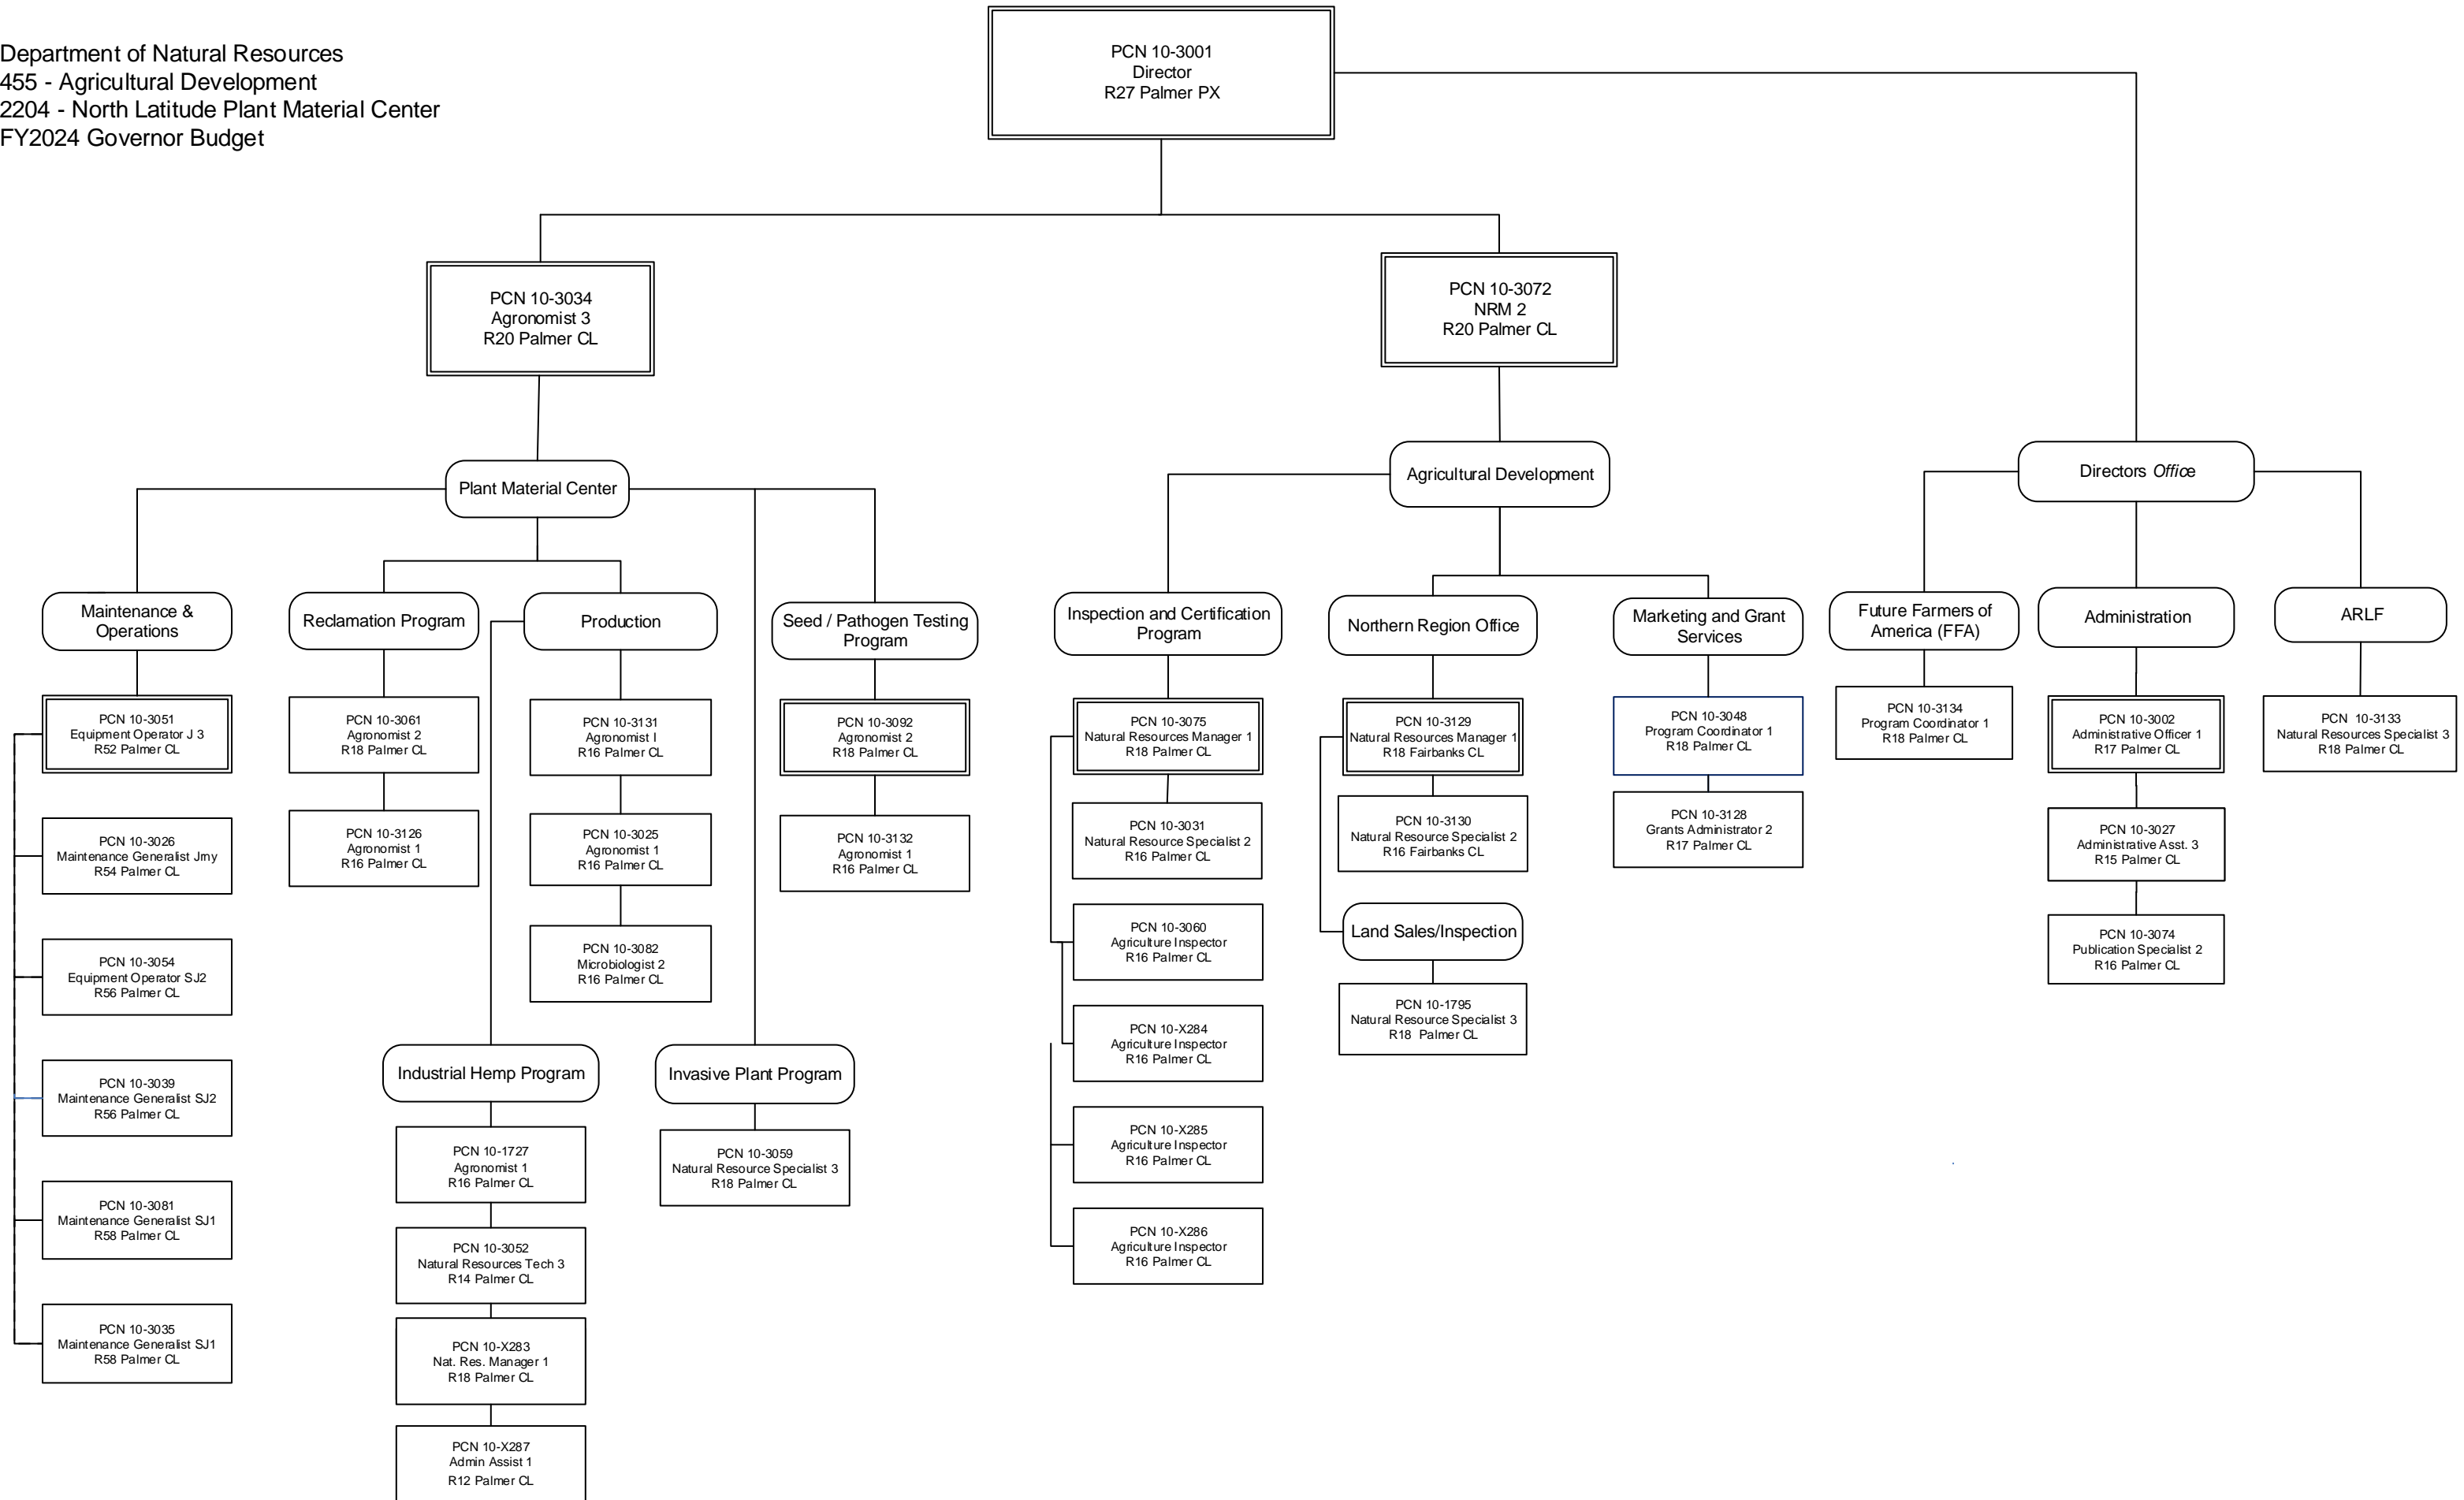 Department of Natural Resources
455 - Agricultural Development
2204 - North Latitude Plant Material Center
FY2024 Governor Budget
PCN 10-3001
Director
R27 Palmer PX
PCN 10-3034
Agronomist 3
R20 Palmer CL
PCN 10-3072
NRM 2
R20 Palmer CL
Plant Material Center
Agricultural Development
Directors Office
Maintenance &
Operations
PCN 10-3051
Equipment Operator J 3
R52 Palmer CL
PCN 10-3026
Maintenance Generalist Jrny
R54 Palmer CL
PCN 10-3054
Equipment Operator SJ2
R56 Palmer CL
PCN 10-3039
Maintenance Generalist SJ2
R56 Palmer CL
PCN 10-3081
Maintenance Generalist SJ1
R58 Palmer CL
PCN 10-3035
Maintenance Generalist SJ1
R58 Palmer CL
Reclamation Program
PCN 10-3061
Agronomist 2
R18 Palmer CL
PCN 10-3126
Agronomist 1
R16 Palmer CL
Production
PCN 10-3131
Agronomist I
R16 Palmer CL
PCN 10-3025
Agronomist 1
R16 Palmer CL
PCN 10-3082
Microbiologist 2
R16 Palmer CL
Industrial Hemp Program
PCN 10-1727
Agronomist 1
R16 Palmer CL
PCN 10-3052
Natural Resources Tech 3
R14 Palmer CL
PCN 10-X283
Nat. Res. Manager 1
R18 Palmer CL
PCN 10-X287
Admin Assist 1
R12 Palmer CL
Invasive Plant Program
PCN 10-3059
Natural Resource Specialist 3
R18 Palmer CL
Seed / Pathogen Testing
Program
PCN 10-3092
Agronomist 2
R18 Palmer CL
PCN 10-3132
Agronomist 1
R16 Palmer CL
Inspection and Certification
Program
PCN 10-3075
Natural Resources Manager 1
R18 Palmer CL
PCN 10-3031
Natural Resource Specialist 2
R16 Palmer CL
PCN 10-3060
Agriculture Inspector
R16 Palmer CL
PCN 10-X284
Agriculture Inspector
R16 Palmer CL
PCN 10-X285
Agriculture Inspector
R16 Palmer CL
PCN 10-X286
Agriculture Inspector
R16 Palmer CL
Northern Region Office
PCN 10-3129
Natural Resources Manager 1
R18 Fairbanks CL
PCN 10-3130
Natural Resource Specialist 2
R16 Fairbanks CL
Land Sales/Inspection
PCN 10-1795
Natural Resource Specialist 3
R18 Palmer CL
Marketing and Grant
Services
PCN 10-3048
Program Coordinator 1
R18 Palmer CL
PCN 10-3128
Grants Administrator 2
R17 Palmer CL
Future Farmers of
America (FFA)
PCN 10-3134
Program Coordinator 1
R18 Palmer CL
Administration
PCN 10-3002
Administrative Officer 1
R17 Palmer CL
PCN 10-3027
Administrative Asst. 3
R15 Palmer CL
PCN 10-3074
Publication Specialist 2
R16 Palmer CL
ARLF
PCN 10-3133
Natural Resources Specialist 3
R18 Palmer CL